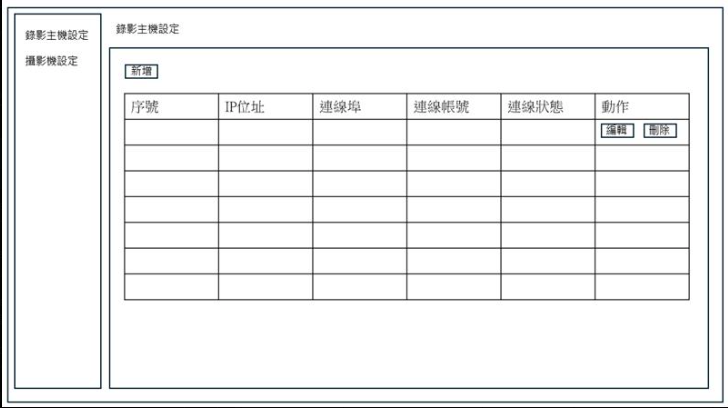 錄影主機設定
攝影機設定
錄影主機設定
新增
序號 IP位址 連線埠 連線帳號 連線狀態 動作
編輯 刪除